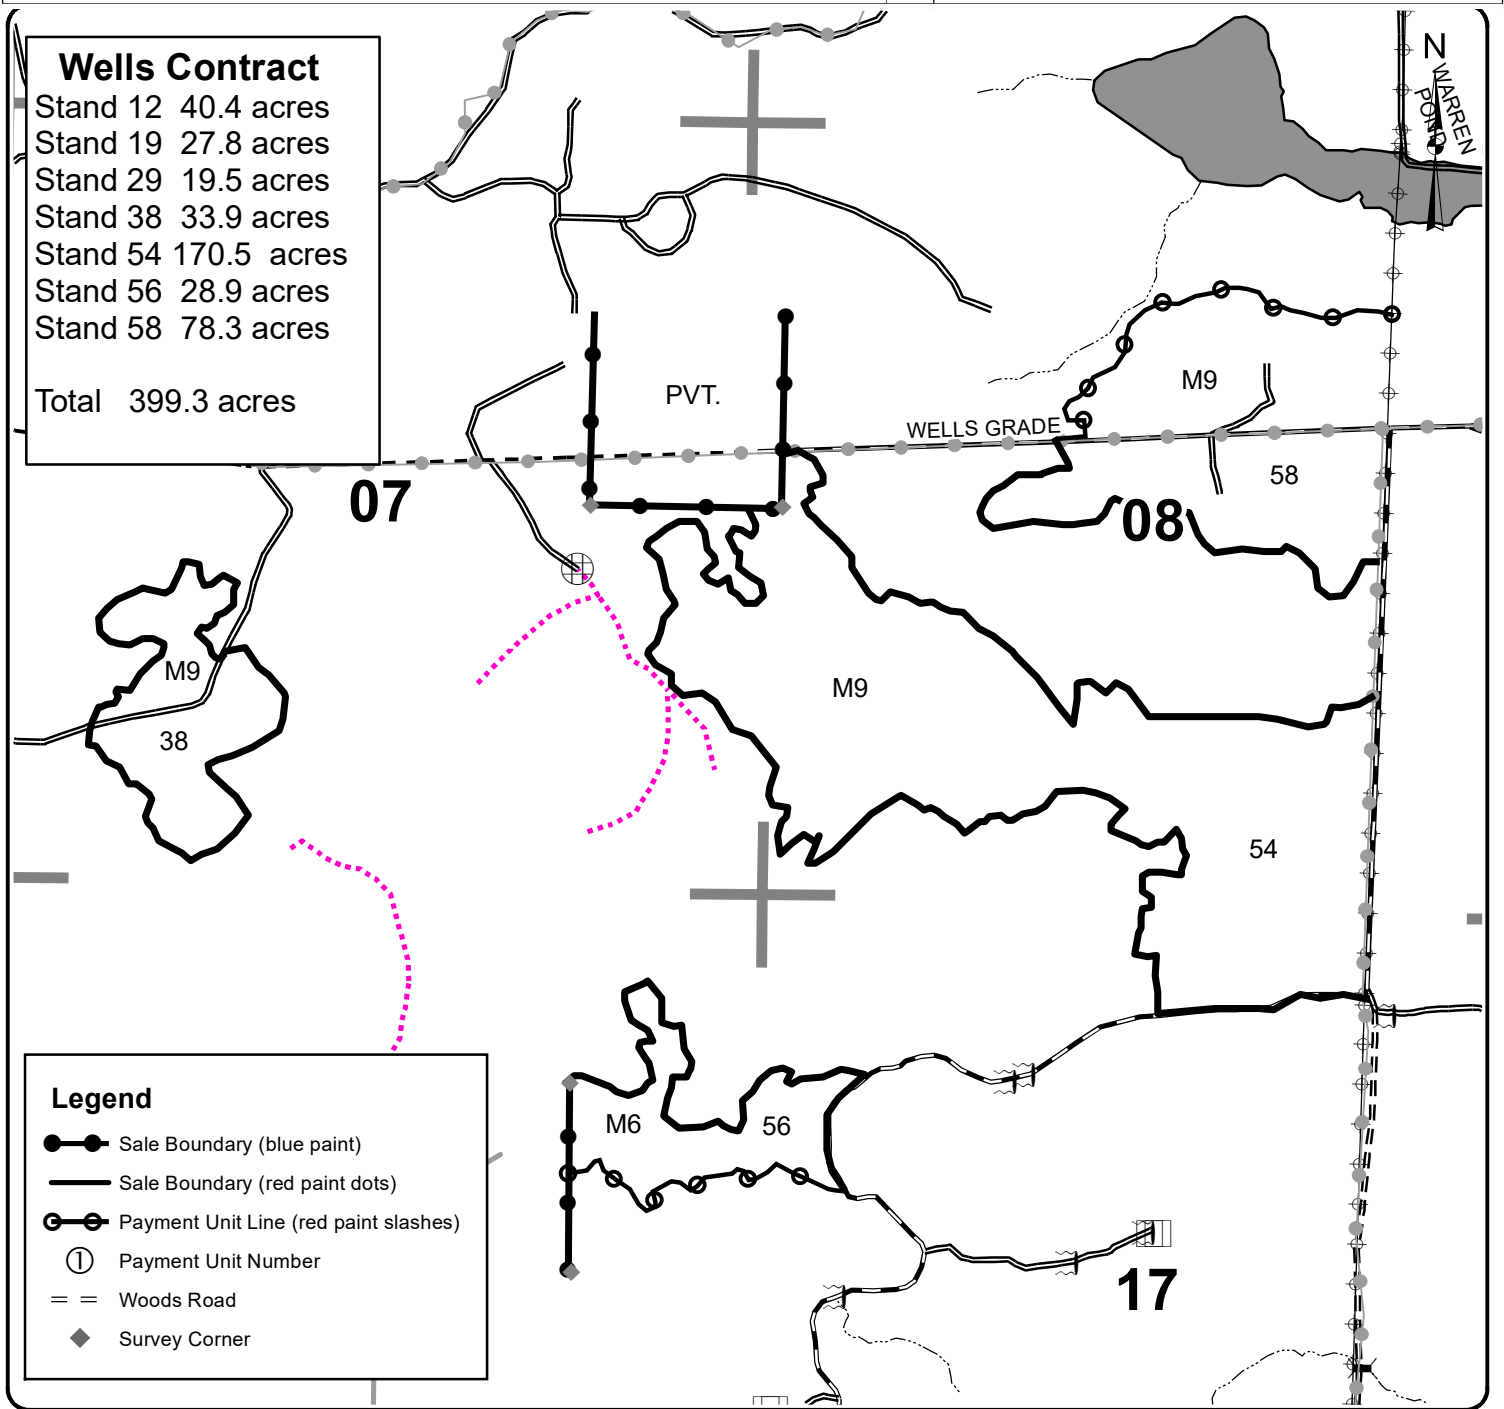 Wells Contract
Stand 12 40.4 acres
Stand 19 27.8 acres
Stand 29 19.5 acres
Stand 38 33.9 acres
Stand 54 170.5 acres
Stand 56 28.9 acres
Stand 58 78.3 acres
Total 399.3 acres
N
WARREN
POND
PVT.
M9
WELLS GRADE
58
07
08
M9
M9
38
54
M6
56
17
Legend
Sale Boundary (blue paint)
Sale Boundary (red paint dots)
Payment Unit Line (red paint slashes)
1 Payment Unit Number
Woods Road
Survey Corner